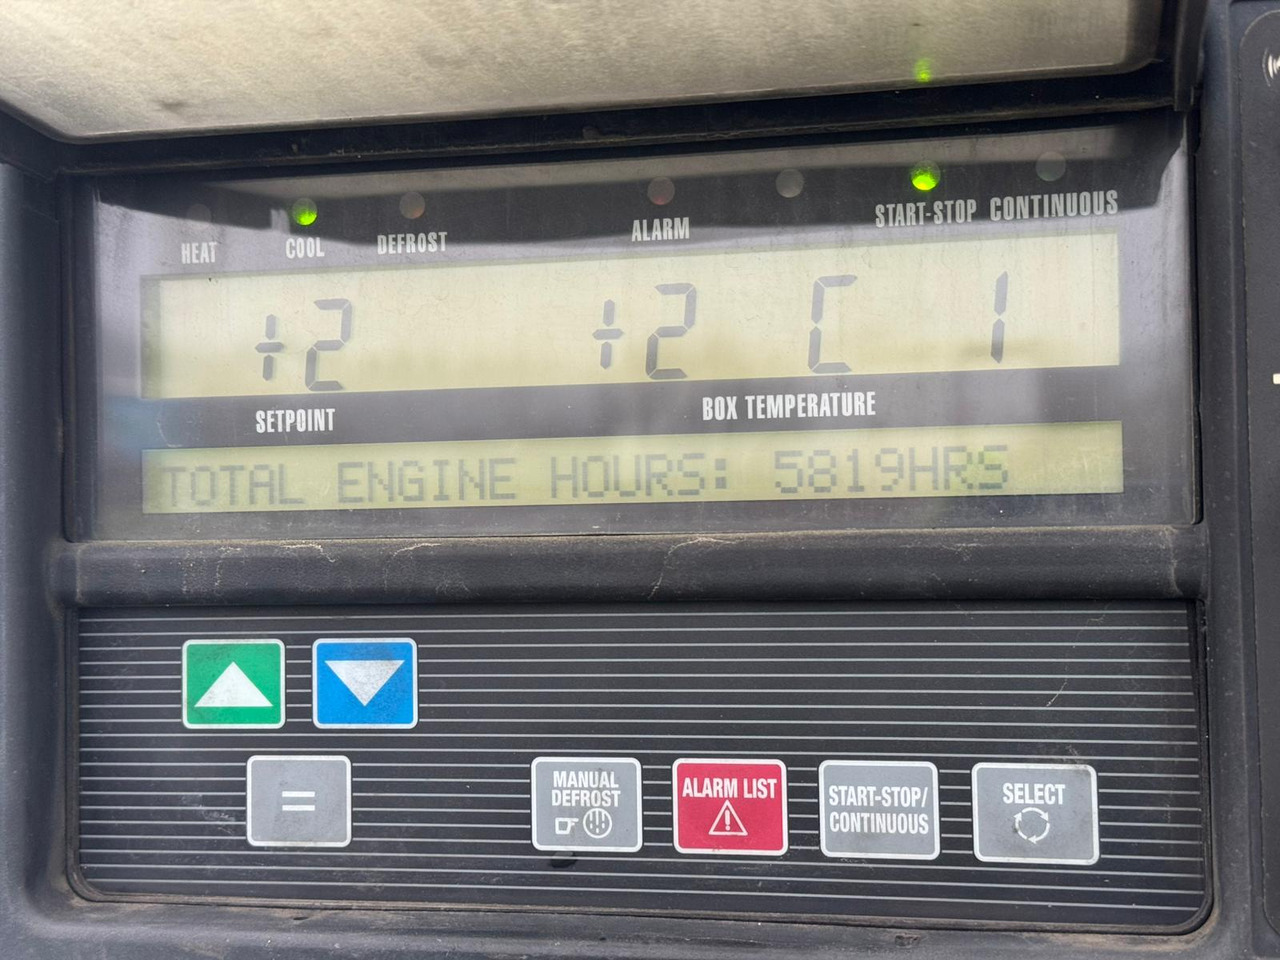 HEAT COOL DEFROST ALARM START-STOP CONTINUOUS
+2 +2 C 1
SETPOINT BOX TEMPERATURE
TOTAL ENGINE HOURS: 5819HRS
=
MANUAL DEFROST
ALARM LIST
START-STOP/
CONTINUOUS
SELECT